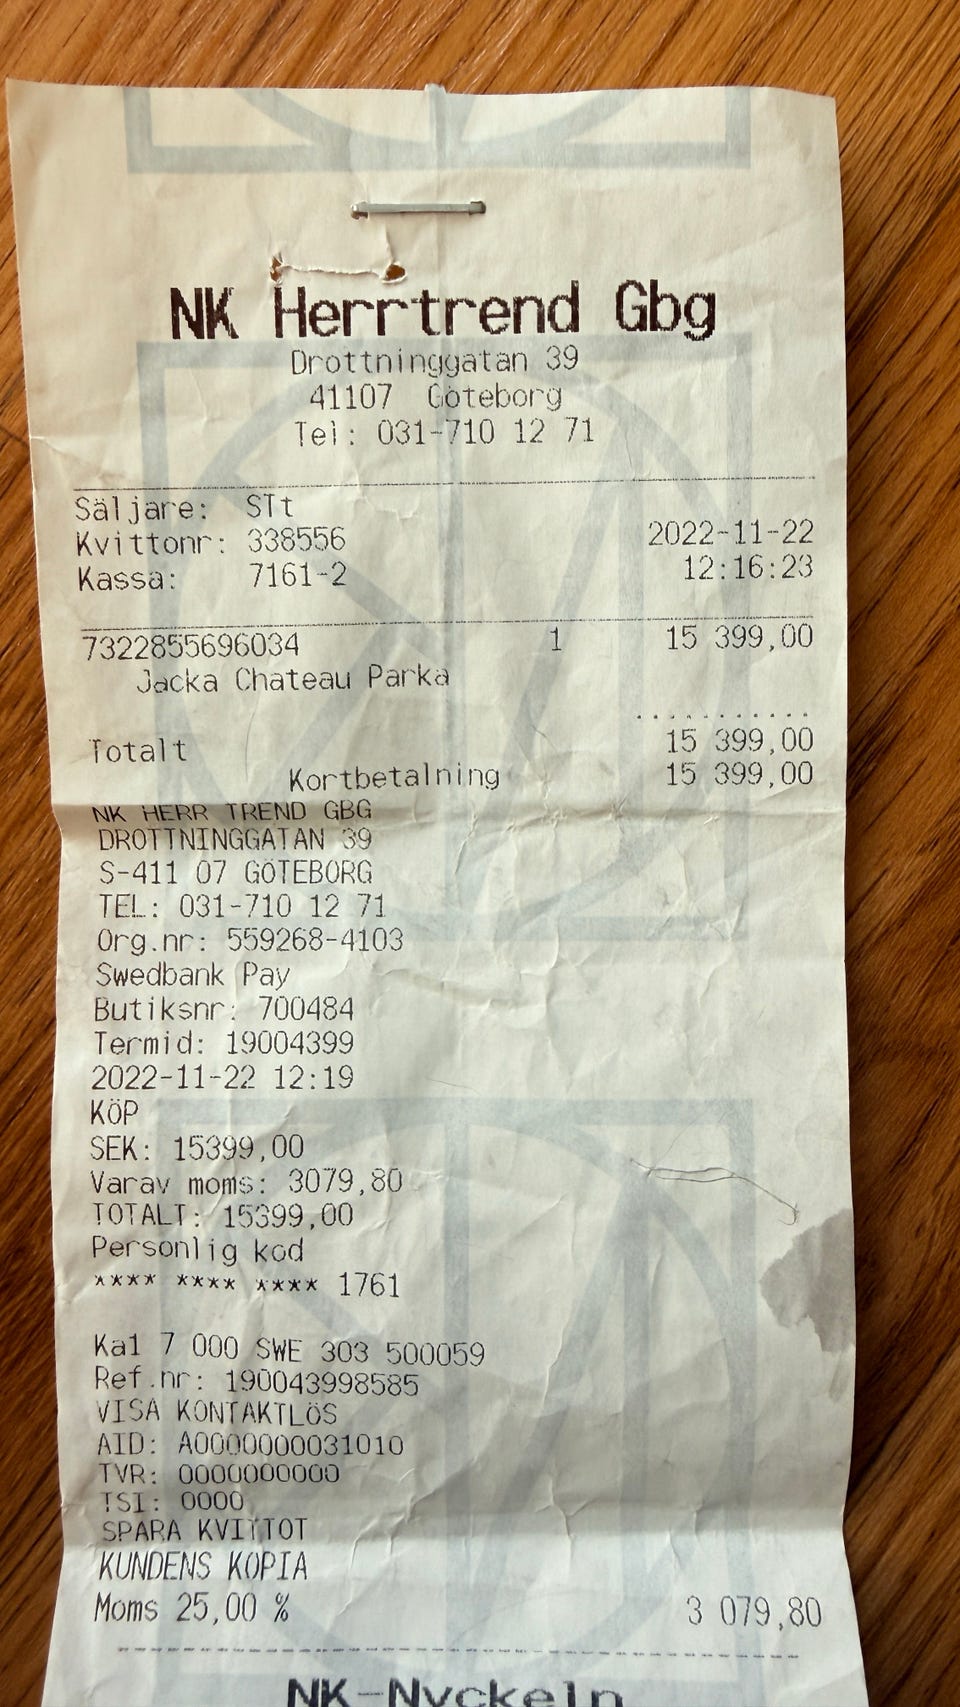 NK Herrtrend Gbg
Drottninggatan 39
41107 Göteborg
Tel: 031-710 12 71
Säljare: STt
Kvittonr: 338556 2022-11-22
Kassa: 7161-2 12:16:23
7322855696034 1 15 399,00
Jacka Chateau Parka
Totalt 15 399,00
Kortbetalning 15 399,00
NK HERR TREND GBG
DROTTNINGGATAN 39
S-411 07 GÖTEBORG
TEL: 031-710 12 71
Org.nr: 559268-4103
Swedbank Pay
Butiksnr: 700484
Termid: 19004399
2022-11-22 12:19
KÖP
SEK: 15399,00
Varav moms: 3079,80
TOTALT: 15399,00
Personlig kod
**** **** **** 1761
Ka1 7 000 SWE 303 500059
Ref.nr: 190043998585
VISA KONTAKTLÖS
AID: A0000000031010
TVR: 0000000000
TSI: 0000
SPARA KVITTOT
KUNDENS KOPIA
Moms 25,00 % 3 079,80
NK-Nyckeln